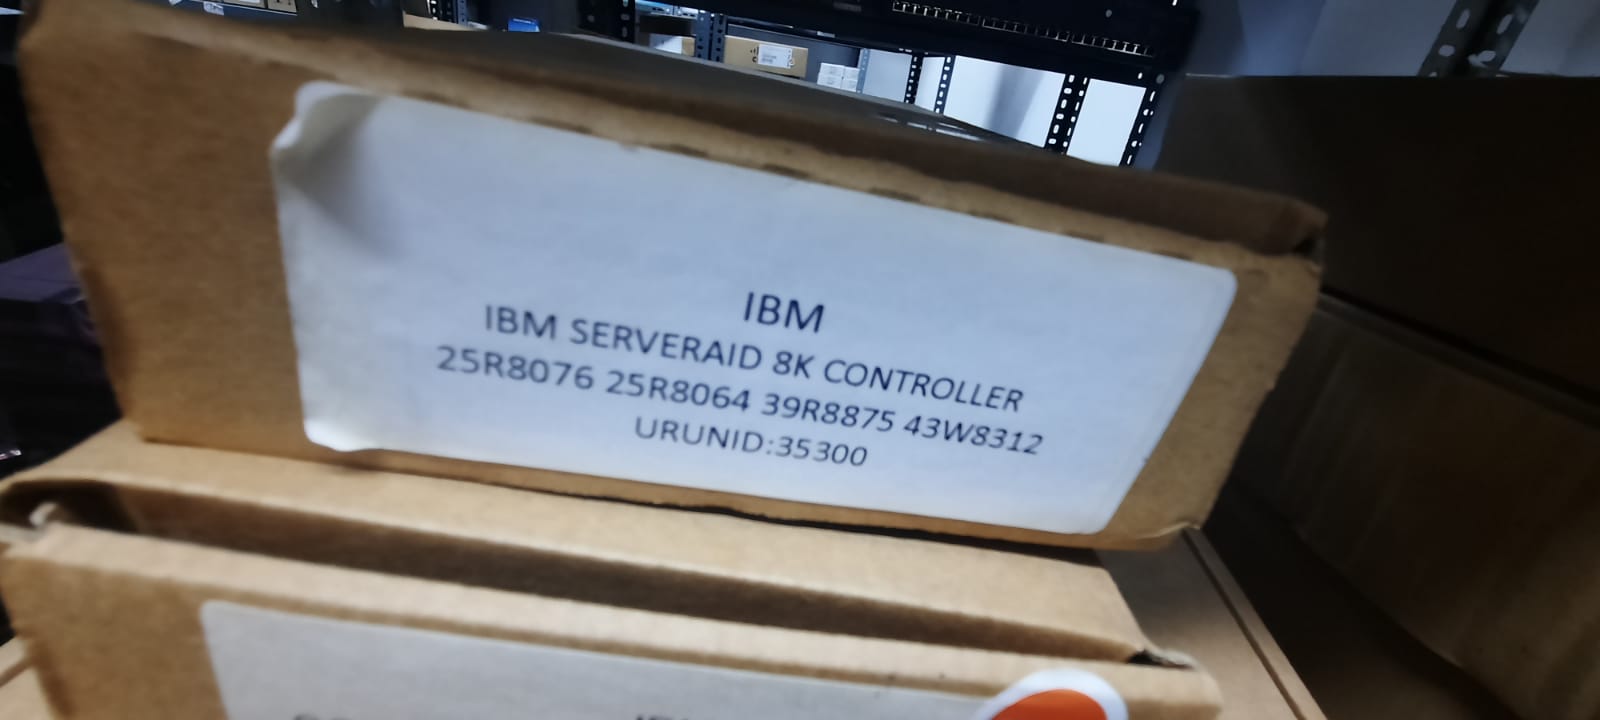 IBM
IBM SERVERAID 8K CONTROLLER
25R8076 25R8064 39R8875 43W8312
URUNID:35300